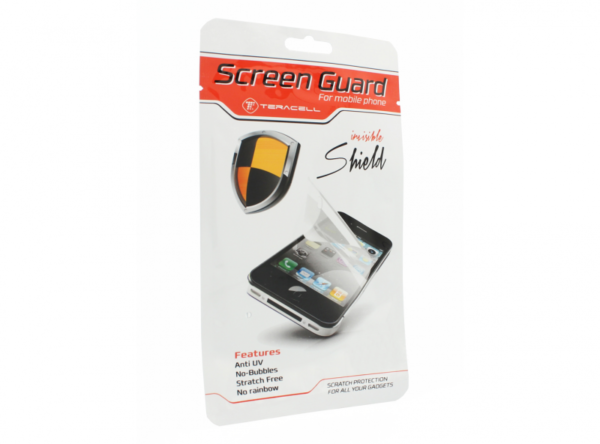 Screen Guard
For mobile phone
TERACELL
invisible
Shield
Features
Anti UV
No-Bubbles
Stratch Free
No rainbow
SCRATCH PROTECTION
FOR ALL YOUR GADGETS